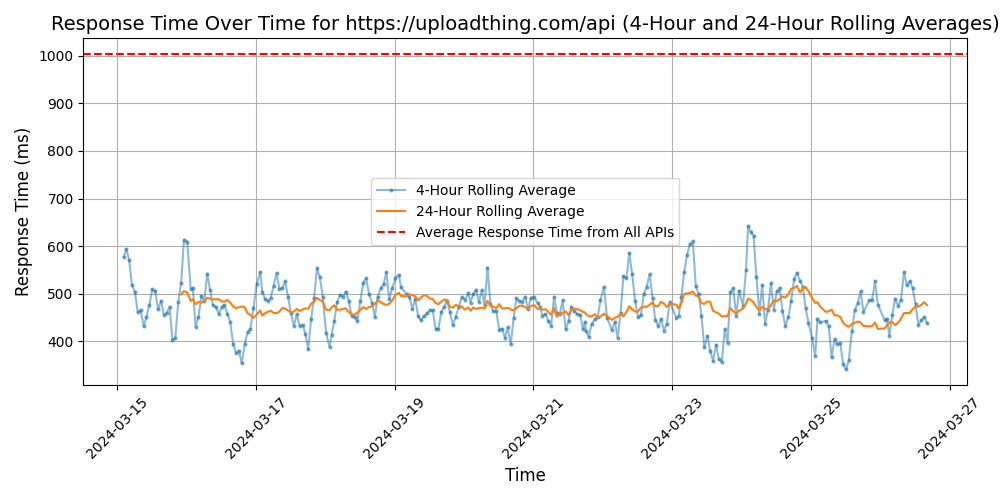 Response Time Over Time for https://uploadthing.com/api (4-Hour and 24-Hour Rolling Averages)
Response Time (ms)
1000
900
800
700
600
500
400
4-Hour Rolling Average
24-Hour Rolling Average
Average Response Time from All APIs
2024-03-15
2024-03-17
2024-03-19
2024-03-21
2024-03-23
2024-03-25
2024-03-27
Time